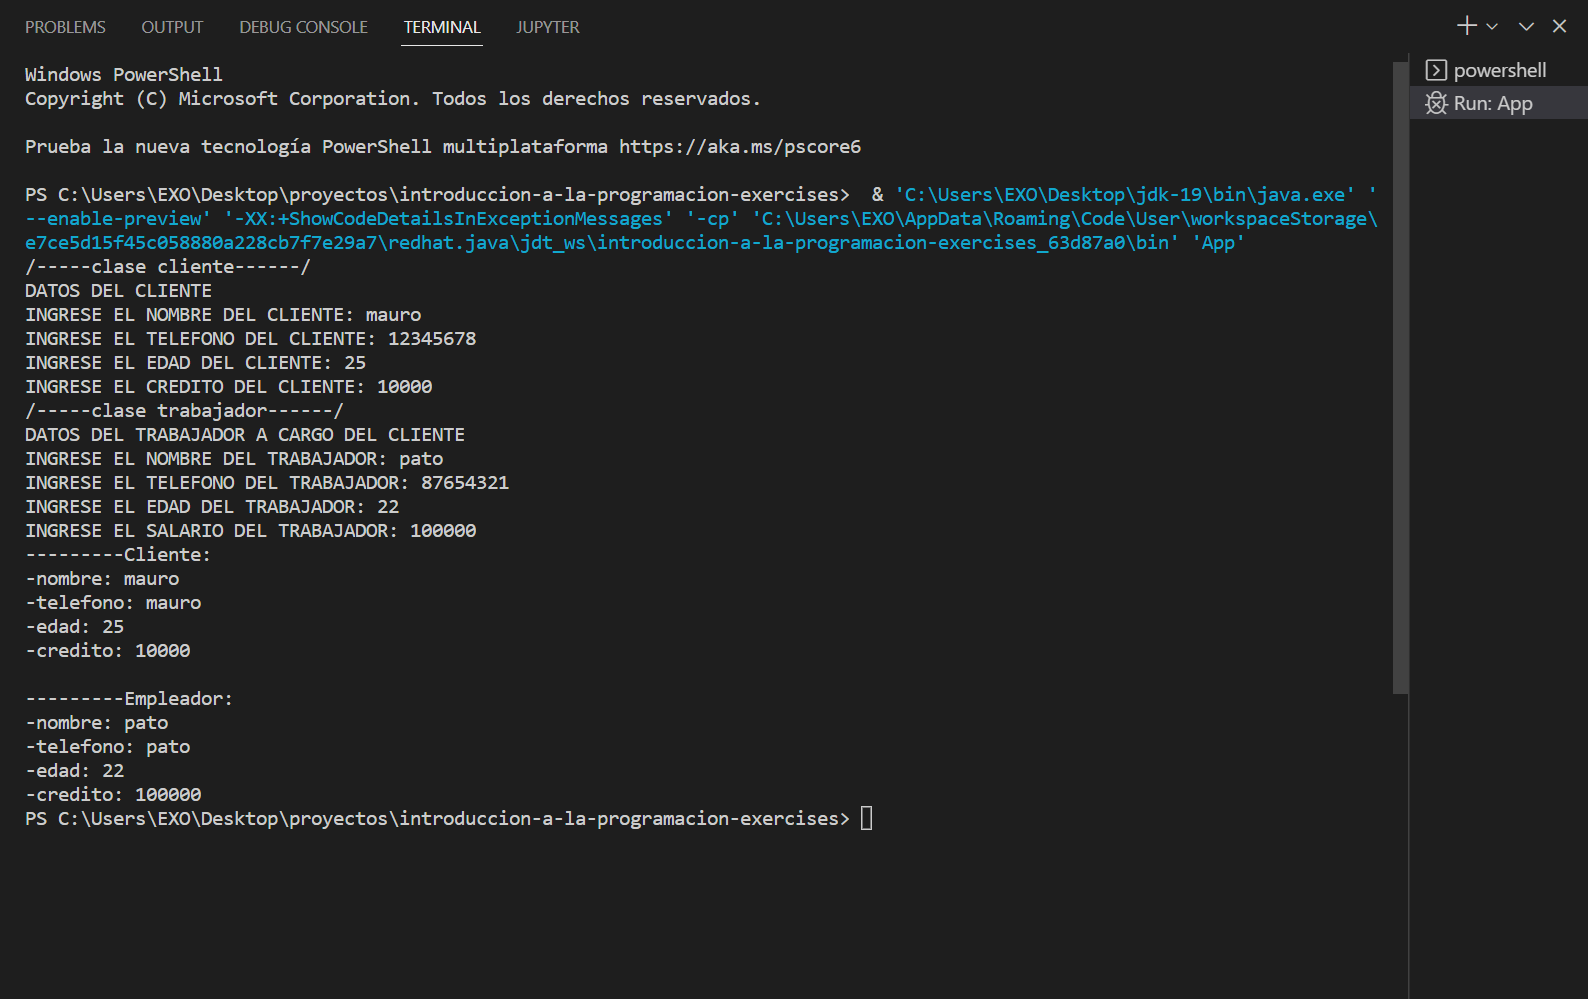 PROBLEMS OUTPUT DEBUG CONSOLE TERMINAL JUPYTER
powershell
Run: App
Windows PowerShell
Copyright (C) Microsoft Corporation. Todos los derechos reservados.
Prueba la nueva tecnología PowerShell multiplataforma https://aka.ms/pscore6
PS C:\Users\EXO\Desktop\proyectos\introduccion-a-la-programacion-exercises>  & 'C:\Users\EXO\Desktop\jdk-19\bin\java.exe' '
--enable-preview' '-XX:+ShowCodeDetailsInExceptionMessages' '-cp' 'C:\Users\EXO\AppData\Roaming\Code\User\workspaceStorage\
e7ce5d15f45c058880a228cb7f7e29a7\redhat.java\jdt_ws\introduccion-a-la-programacion-exercises_63d87a0\bin' 'App'
/-----clase cliente------/
DATOS DEL CLIENTE
INGRESE EL NOMBRE DEL CLIENTE: mauro
INGRESE EL TELEFONO DEL CLIENTE: 12345678
INGRESE EL EDAD DEL CLIENTE: 25
INGRESE EL CREDITO DEL CLIENTE: 10000
/-----clase trabajador------/
DATOS DEL TRABAJADOR A CARGO DEL CLIENTE
INGRESE EL NOMBRE DEL TRABAJADOR: pato
INGRESE EL TELEFONO DEL TRABAJADOR: 87654321
INGRESE EL EDAD DEL TRABAJADOR: 22
INGRESE EL SALARIO DEL TRABAJADOR: 100000
---------Cliente:
-nombre: mauro
-telefono: mauro
-edad: 25
-credito: 10000
---------Empleador:
-nombre: pato
-telefono: pato
-edad: 22
-credito: 100000
PS C:\Users\EXO\Desktop\proyectos\introduccion-a-la-programacion-exercises>